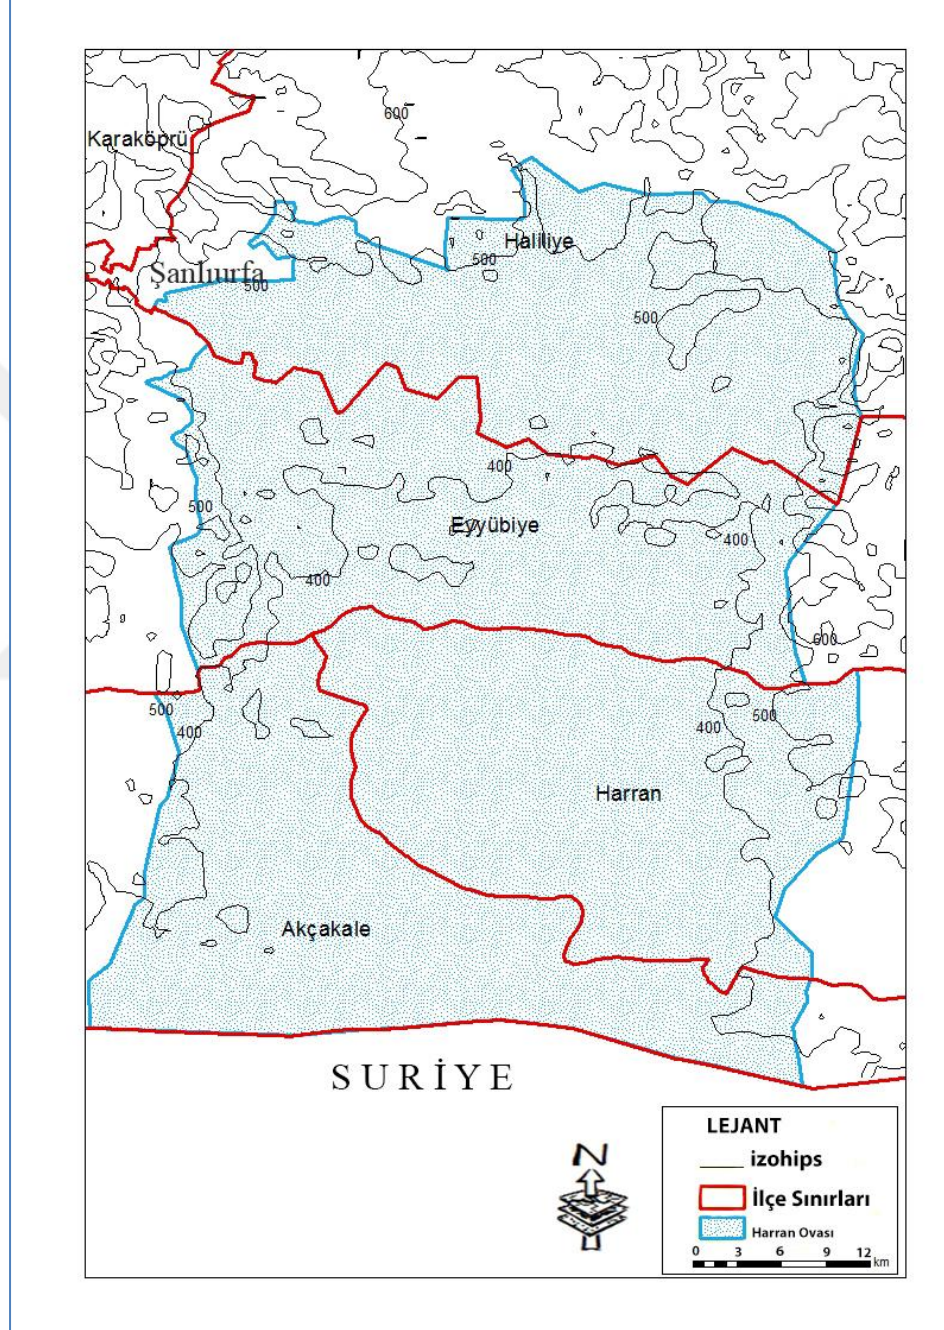 600
Karaköprü
Haliliye
500
Şanlıurfa
500
500
400
500
Eyyübiye
400
400
600
500
400
500
400
Harran
Akçakale
SURİYE
N
LEJANT
izohips
İlçe Sınırları
Harran Ovası
0 3 6 9 12
km